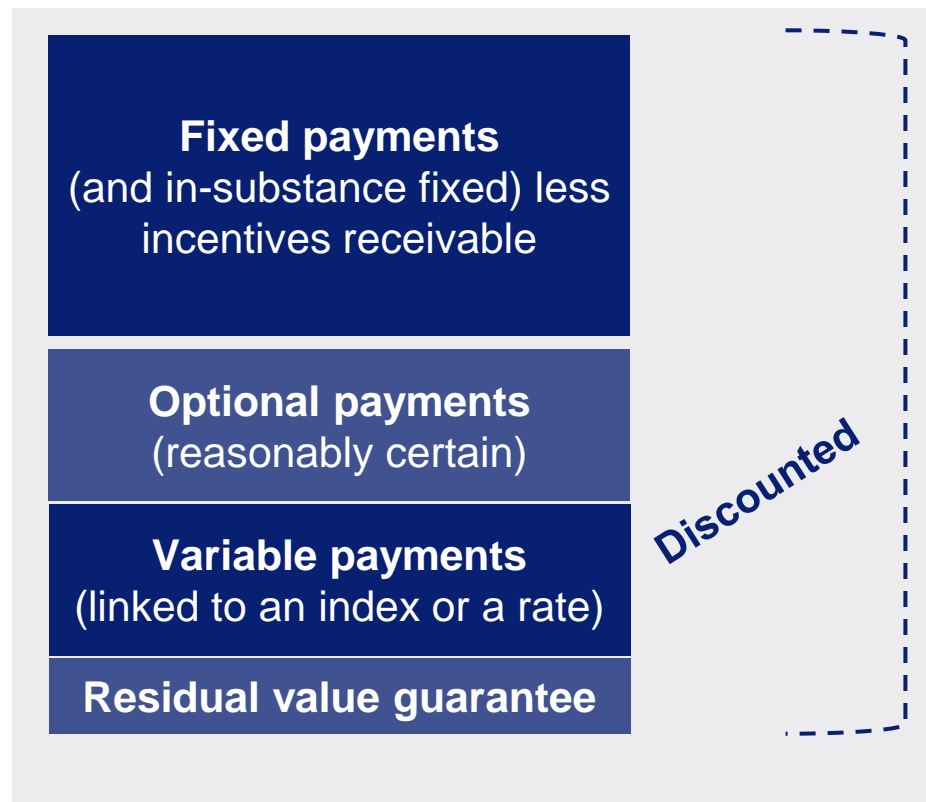 Fixed payments
(and in-substance fixed) less
incentives receivable
Optional payments
(reasonably certain)
Variable payments
(linked to an index or a rate)
Residual value guarantee
Discounted